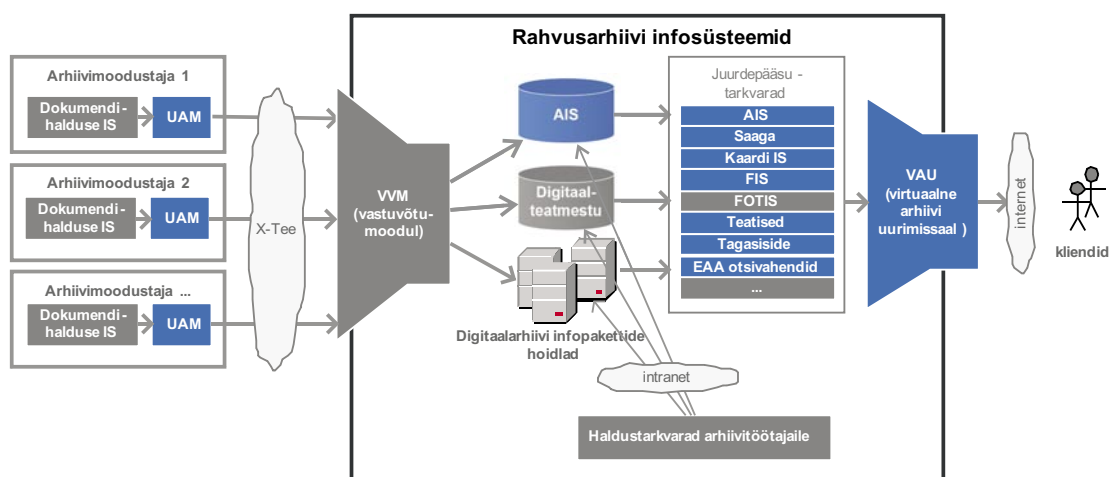 Rahvusarhiivi infosüsteemid
Arhiivimoodustaja 1
Dokumendi-
halduse IS
UAM
Arhiivimoodustaja 2
Dokumendi-
halduse IS
UAM
Arhiivimoodustaja ...
Dokumendi-
halduse IS
UAM
X-Tee
VVM
(vastuvõtu-
moodul)
AIS
Digitaal-
teatmestu
Digitaalarhiivi infopakettide
hoidlad
Juurdepääsu -
tarkvarad
AIS
Saaga
Kaardi IS
FIS
FOTIS
Teatised
Tagasiside
EAA otsivahendid
...
VAU
(virtuaalne
arhiivi
uurimissaal )
internet
kliendid
intranet
Haldustarkvarad arhiivitöötajaile